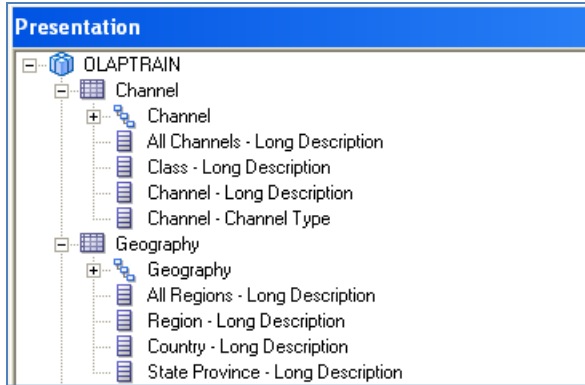 Presentation
OLAPTRAIN
Channel
Channel
All Channels - Long Description
Class - Long Description
Channel - Long Description
Channel - Channel Type
Geography
Geography
All Regions - Long Description
Region - Long Description
Country - Long Description
State Province - Long Description